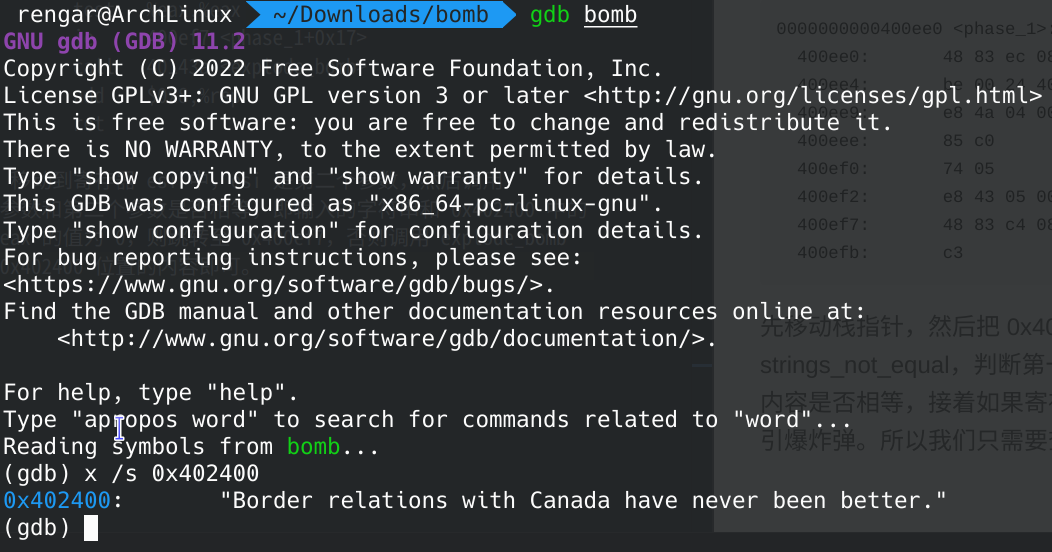 rengar@ArchLinux ~/Downloads/bomb gdb bomb
GNU gdb (GDB) 11.2
Copyright (C) 2022 Free Software Foundation, Inc.
License GPLv3+: GNU GPL version 3 or later <http://gnu.org/licenses/gpl.html>
This is free software: you are free to change and redistribute it.
There is NO WARRANTY, to the extent permitted by law.
Type "show copying" and "show warranty" for details.
This GDB was configured as "x86_64-pc-linux-gnu".
Type "show configuration" for configuration details.
For bug reporting instructions, please see:
<https://www.gnu.org/software/gdb/bugs/>.
Find the GDB manual and other documentation resources online at:
<http://www.gnu.org/software/gdb/documentation/>.
For help, type "help".
Type "apropos word" to search for commands related to "word"...
Reading symbols from bomb...
(gdb) x /s 0x402400
0x402400: "Border relations with Canada have never been better."
(gdb)
0000000000400ee0 <phase_1>:
400ee0: 48 83 ec 08
400ee4: be 00 24 40
400ee9: e8 4a 04 00
400eee: 85 c0
400ef0: 74 05
400ef2: e8 43 05 00
400ef7: 48 83 c4 08
400efb: c3
先移动栈指针，然后把 0x40
strings_not_equal，判断第一
内容是否相等，接着如果寄
引爆炸弹。所以我们只需要